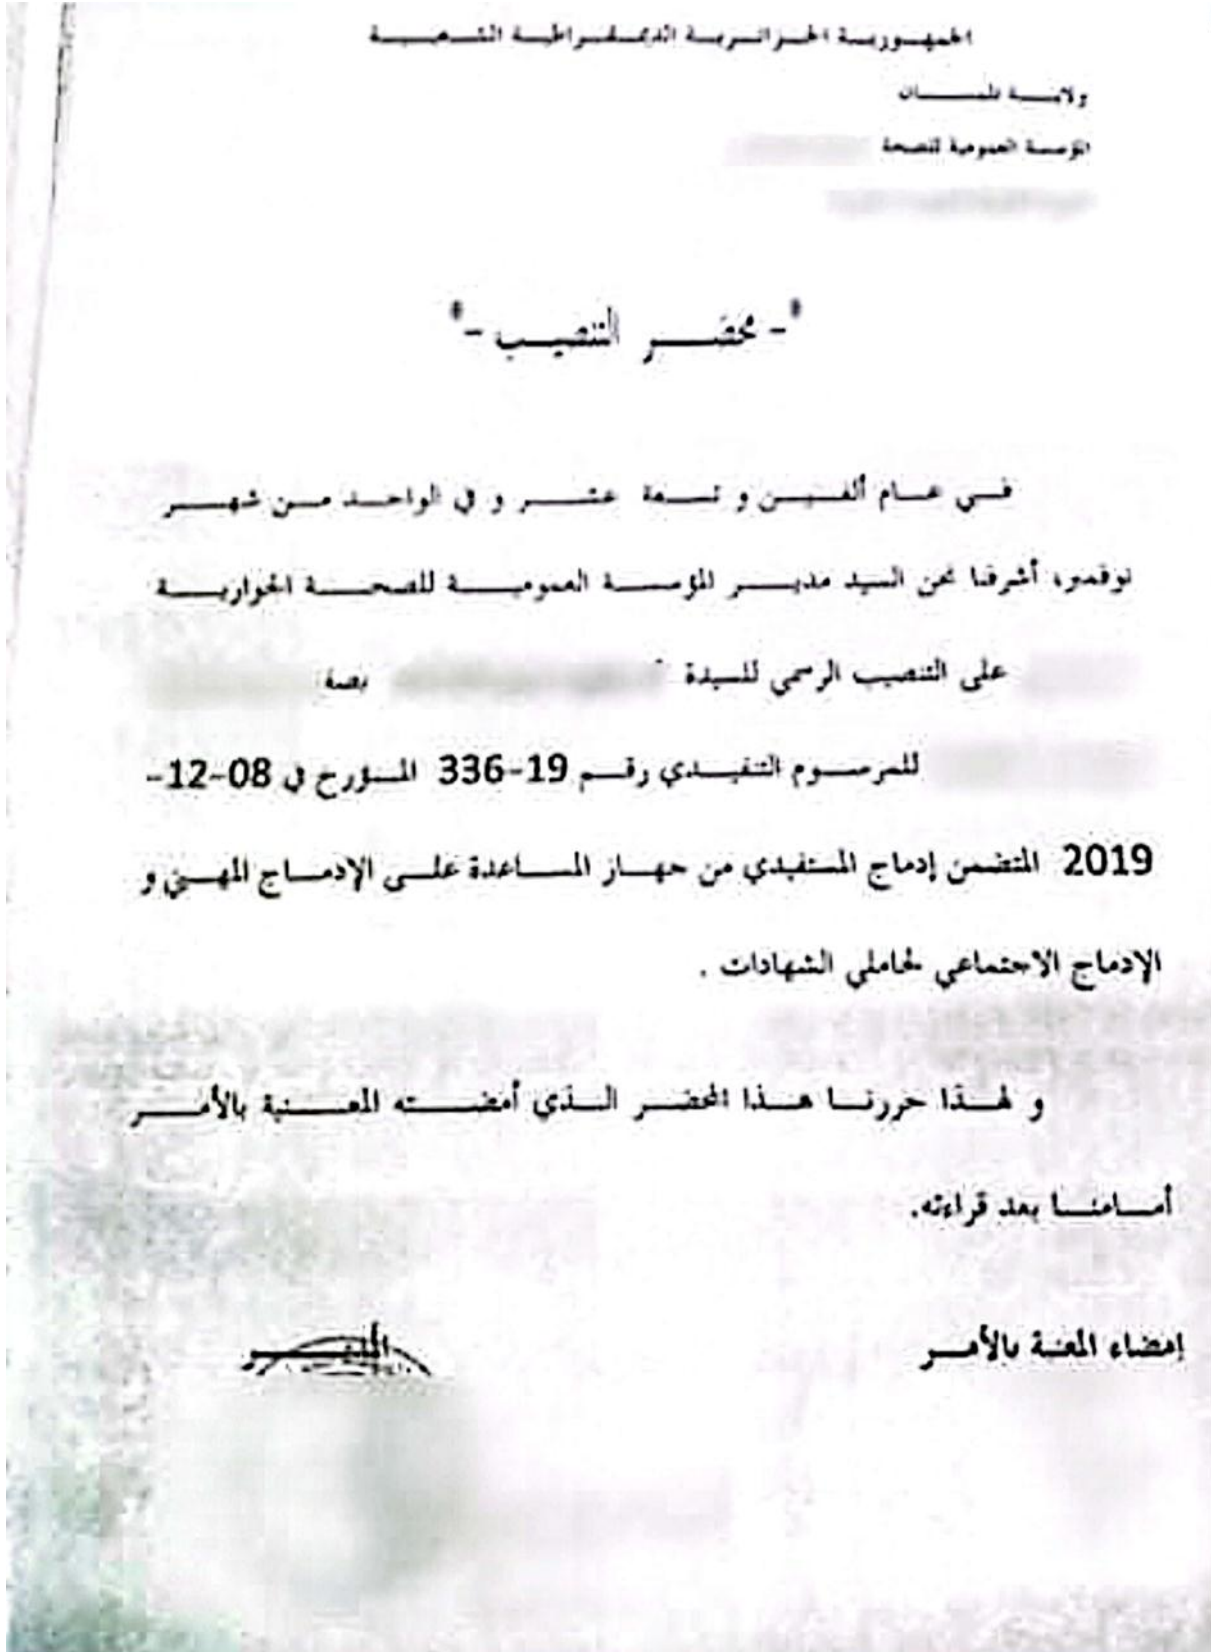 الجمهورية الجزائرية الديمقراطية الشعبية
ولاية تلمسان
المؤسسة العمومية للصحة
*- محضر التنصيب -*
في عام ألفين و تسعة عشر و في الواحد من شهر
نوفمبر، أشرفنا نحن السيد مدير المؤسسة العمومية للصحة الجوارية
على التنصيب الرسمي للسيدة بصفة
للمرسوم التنفيدي رقم 19-336 المؤرخ في 08-12-
2019 المتضمن إدماج المستفيدي من جهاز المساعدة على الإدماج المهني و
الإدماج الاجتماعي لحاملي الشهادات .
و لهذا حررنا هذا المحضر الذي أمضته المعنية بالأمر
أمامنا بعد قراءته.
إمضاء المعنية بالأمر المدير